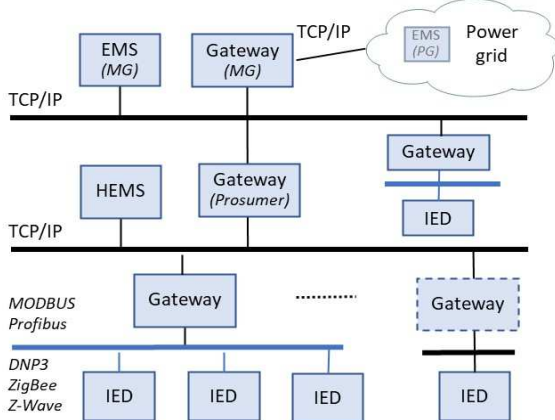 TCP/IP
EMS
(MG)
Gateway
(MG)
EMS
(PG)
Power
grid
TCP/IP
Gateway
HEMS
Gateway
(Prosumer)
IED
TCP/IP
Gateway
Gateway
MODBUS
Profibus
DNP3
ZigBee
Z-Wave
IED
IED
IED
IED